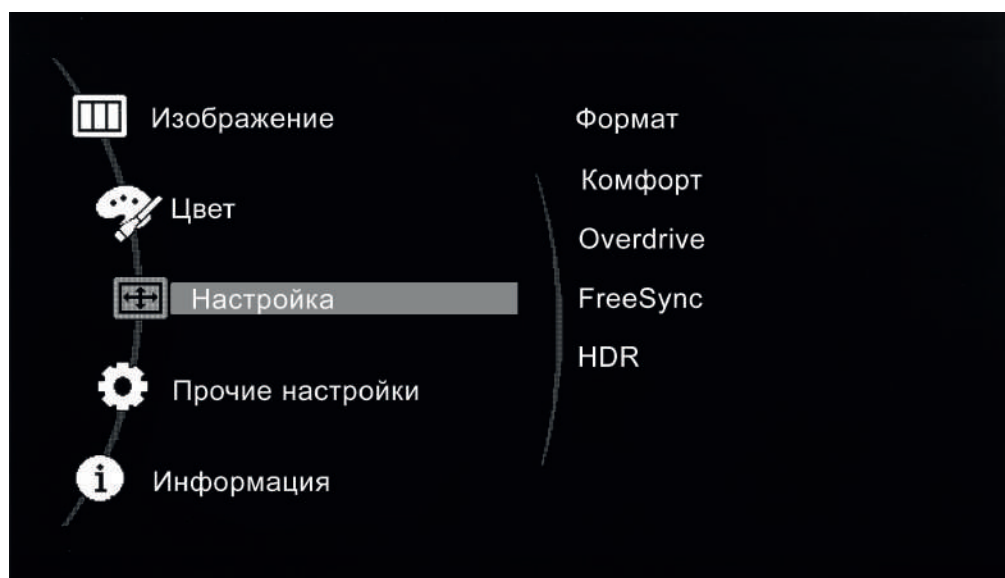 Изображение
Цвет
Настройка
Прочие настройки
Информация
Формат
Комфорт
Overdrive
FreeSync
HDR